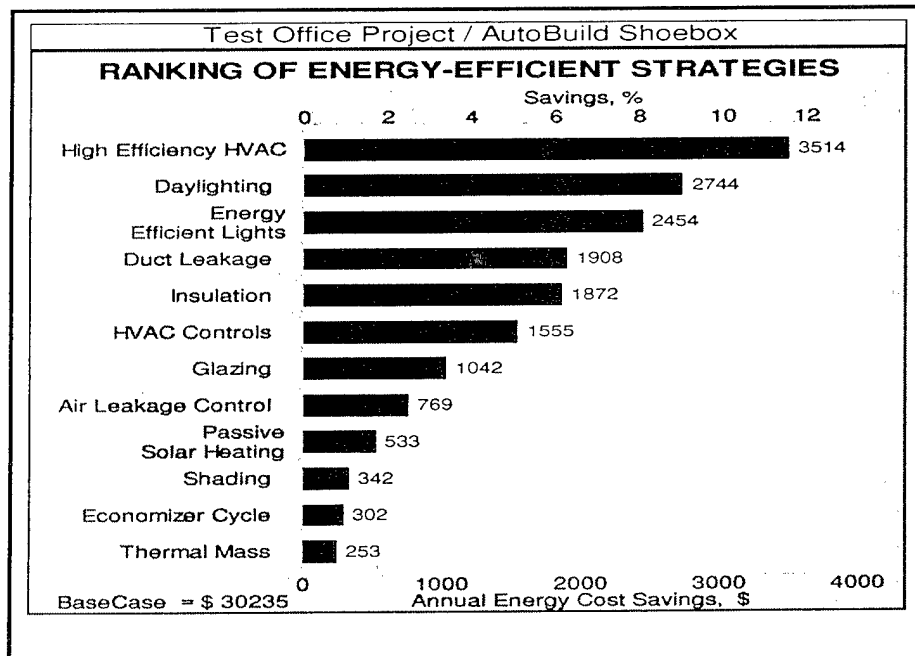 Test Office Project / AutoBuild Shoebox
RANKING OF ENERGY-EFFICIENT STRATEGIES
Savings, %
0 2 4 6 8 10 12
High Efficiency HVAC 3514
Daylighting 2744
Energy
Efficient Lights 2454
Duct Leakage 1908
Insulation 1872
HVAC Controls 1555
Glazing 1042
Air Leakage Control 769
Passive
Solar Heating 533
Shading 342
Economizer Cycle 302
Thermal Mass 253
0 1000 2000 3000 4000
BaseCase = $ 30235 Annual Energy Cost Savings, $